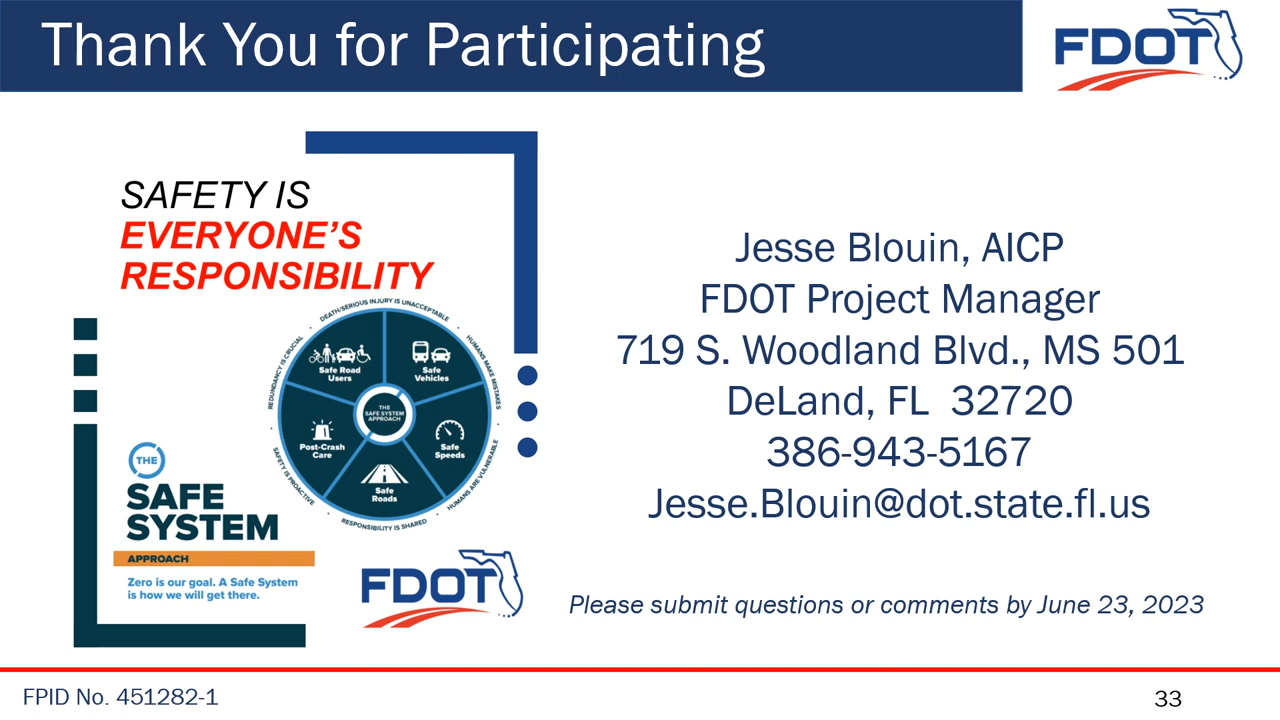 Thank You for Participating
FDOT
SAFETY IS
EVERYONE'S
RESPONSIBILITY
DEATH/SERIOUS INJURY IS UNACCEPTABLE
HUMANS MAKE MISTAKES
HUMANS ARE VULNERABLE
RESPONSIBILITY IS SHARED
SAFETY IS PROACTIVE
REDUNDANCY IS CRUCIAL
Safe Road
Users
Safe
Vehicles
THE
SAFE SYSTEM
APPROACH
Post-Crash
Care
Safe
Speeds
Safe
Roads
THE
SAFE
SYSTEM
APPROACH
Zero is our goal. A Safe System
is how we will get there.
FDOT
Jesse Blouin, AICP
FDOT Project Manager
719 S. Woodland Blvd., MS 501
DeLand, FL  32720
386-943-5167
Jesse.Blouin@dot.state.fl.us
Please submit questions or comments by June 23, 2023
FPID No. 451282-1
33